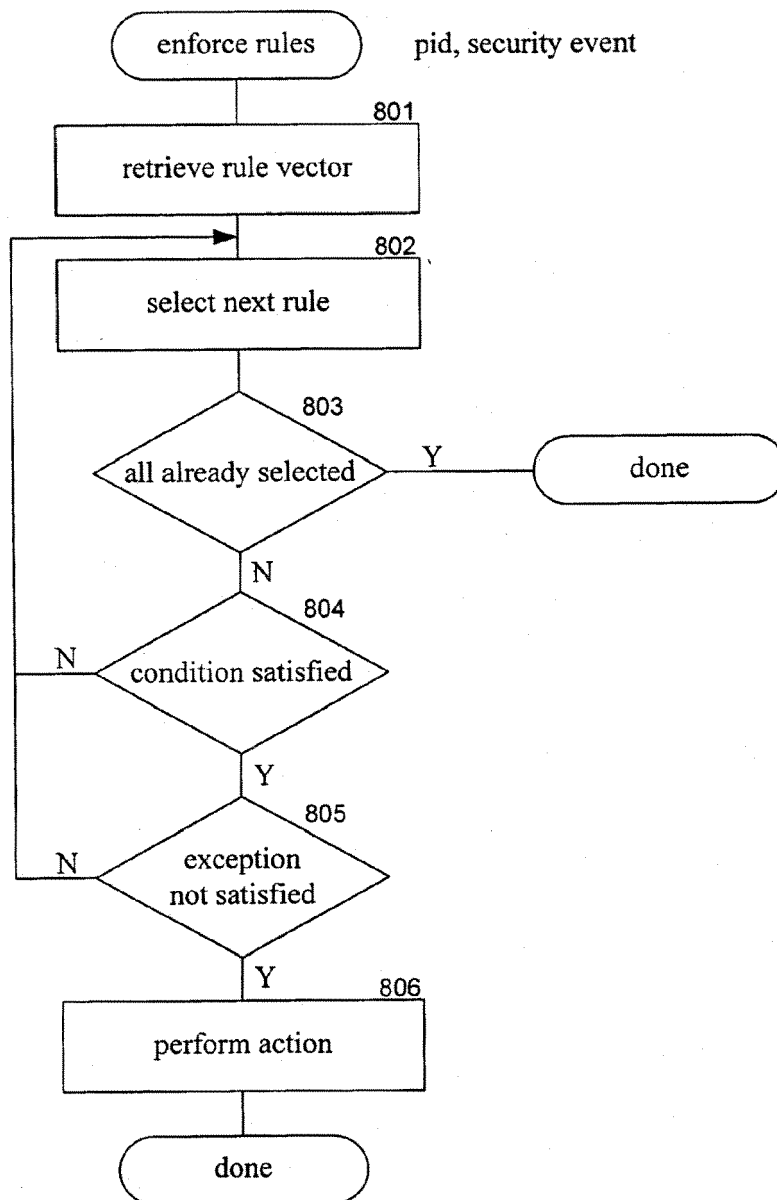 enforce rules pid, security event
801
retrieve rule vector
802
select next rule
803
all already selected
Y
done
N
804
N
condition satisfied
Y
805
N
exception
not satisfied
Y
806
perform action
done